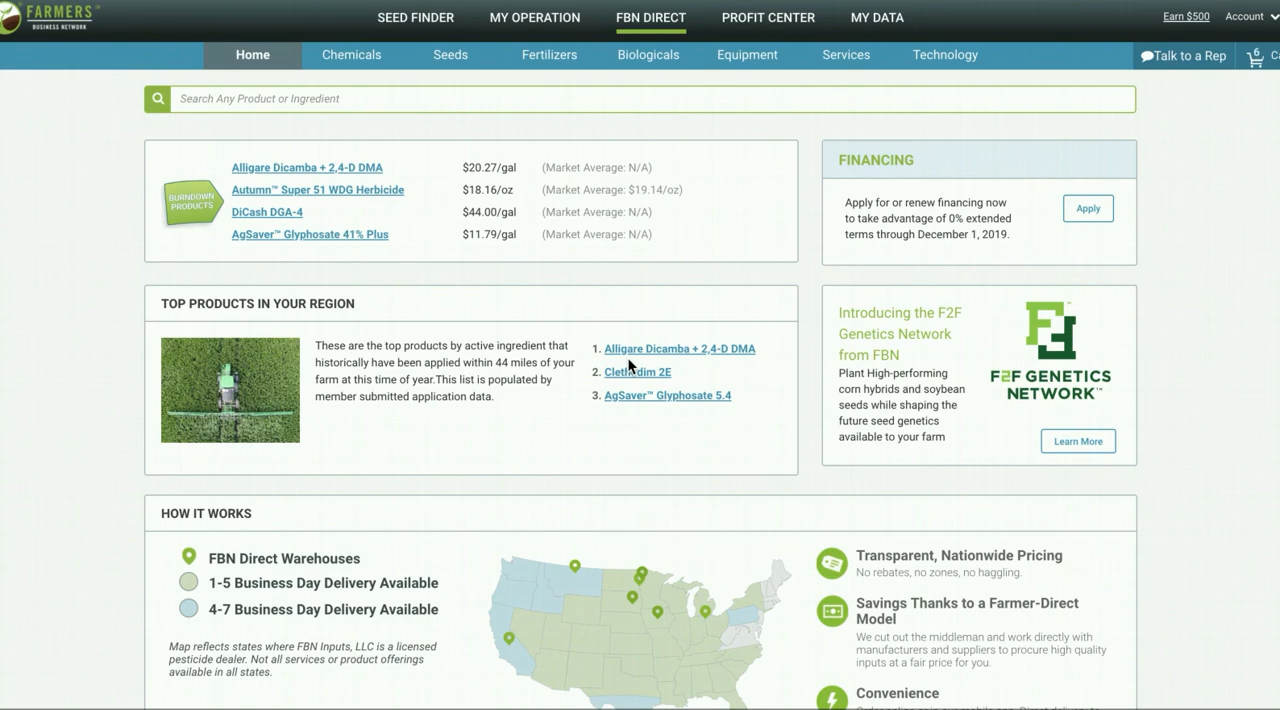 FARMERS™
BUSINESS NETWORK
SEED FINDER
MY OPERATION
FBN DIRECT
PROFIT CENTER
MY DATA
Earn $500
Account
Home
Chemicals
Seeds
Fertilizers
Biologicals
Equipment
Services
Technology
Talk to a Rep
6
Search Any Product or Ingredient
BURNDOWN
PRODUCTS
Alligare Dicamba + 2,4-D DMA $20.27/gal (Market Average: N/A)
Autumn™ Super 51 WDG Herbicide $18.16/oz (Market Average: $19.14/oz)
DiCash DGA-4 $44.00/gal (Market Average: N/A)
AgSaver™ Glyphosate 41% Plus $11.79/gal (Market Average: N/A)
FINANCING
Apply for or renew financing now
to take advantage of 0% extended
terms through December 1, 2019.
Apply
TOP PRODUCTS IN YOUR REGION
These are the top products by active ingredient that
historically have been applied within 44 miles of your
farm at this time of year.This list is populated by
member submitted application data.
1. Alligare Dicamba + 2,4-D DMA
2. Clethodim 2E
3. AgSaver™ Glyphosate 5.4
Introducing the F2F
Genetics Network
from FBN
Plant High-performing
corn hybrids and soybean
seeds while shaping the
future seed genetics
available to your farm
F2F GENETICS
NETWORK™
Learn More
HOW IT WORKS
FBN Direct Warehouses
1-5 Business Day Delivery Available
4-7 Business Day Delivery Available
Map reflects states where FBN Inputs, LLC is a licensed
pesticide dealer. Not all services or product offerings
available in all states.
Transparent, Nationwide Pricing
No rebates, no zones, no haggling.
Savings Thanks to a Farmer-Direct
Model
We cut out the middleman and work directly with
manufacturers and suppliers to procure high quality
inputs at a fair price for you.
Convenience